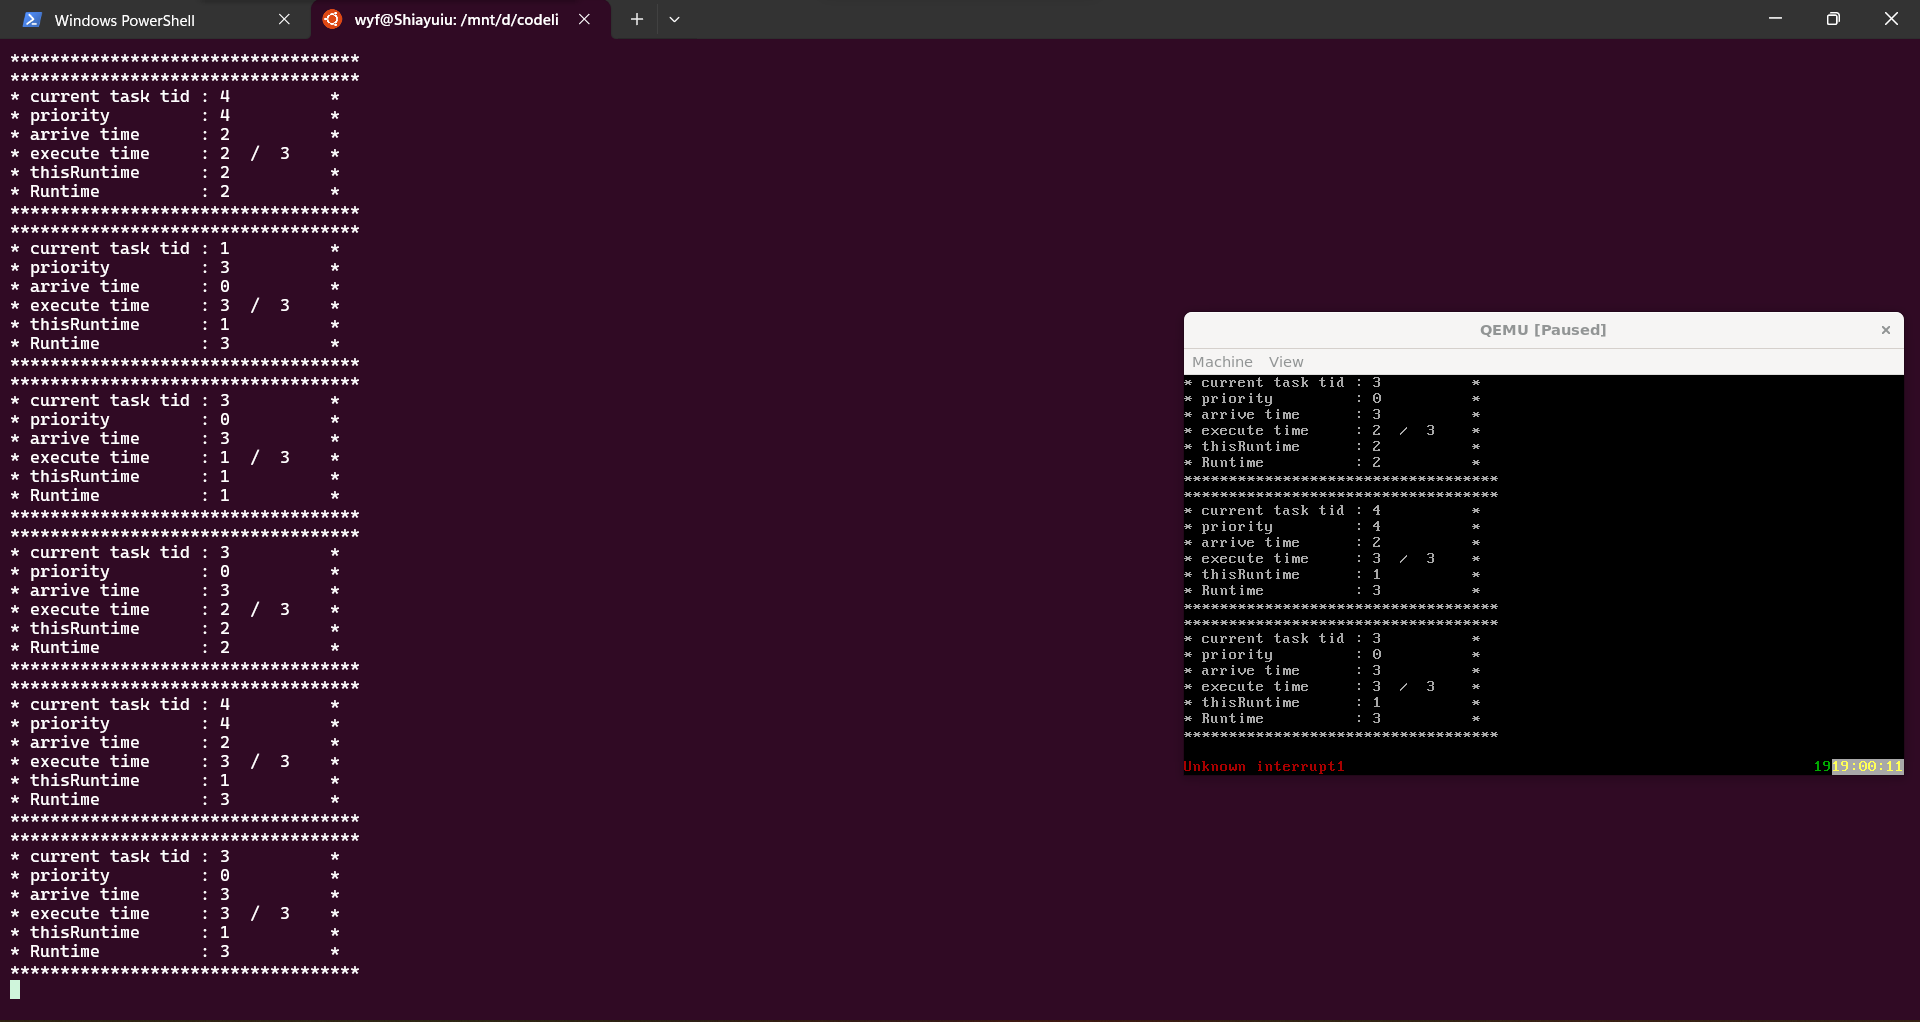 Windows PowerShell
wyf@Shiayuiu: /mnt/d/codeli
***********************************
***********************************
* current task tid : 4          *
* priority         : 4          *
* arrive time      : 2          *
* execute time     : 2  /  3    *
* thisRuntime      : 2          *
* Runtime          : 2          *
***********************************
***********************************
* current task tid : 1          *
* priority         : 3          *
* arrive time      : 0          *
* execute time     : 3  /  3    *
* thisRuntime      : 1          *
* Runtime          : 3          *
***********************************
***********************************
* current task tid : 3          *
* priority         : 0          *
* arrive time      : 3          *
* execute time     : 1  /  3    *
* thisRuntime      : 1          *
* Runtime          : 1          *
***********************************
***********************************
* current task tid : 3          *
* priority         : 0          *
* arrive time      : 3          *
* execute time     : 2  /  3    *
* thisRuntime      : 2          *
* Runtime          : 2          *
***********************************
***********************************
* current task tid : 4          *
* priority         : 4          *
* arrive time      : 2          *
* execute time     : 3  /  3    *
* thisRuntime      : 1          *
* Runtime          : 3          *
***********************************
***********************************
* current task tid : 3          *
* priority         : 0          *
* arrive time      : 3          *
* execute time     : 3  /  3    *
* thisRuntime      : 1          *
* Runtime          : 3          *
***********************************
QEMU [Paused]
Machine View
* current task tid : 3          *
* priority         : 0          *
* arrive time      : 3          *
* execute time     : 2  /  3    *
* thisRuntime      : 2          *
* Runtime          : 2          *
***********************************
***********************************
* current task tid : 4          *
* priority         : 4          *
* arrive time      : 2          *
* execute time     : 3  /  3    *
* thisRuntime      : 1          *
* Runtime          : 3          *
***********************************
***********************************
* current task tid : 3          *
* priority         : 0          *
* arrive time      : 3          *
* execute time     : 3  /  3    *
* thisRuntime      : 1          *
* Runtime          : 3          *
***********************************
Unknown interrupt1 1919:00:11